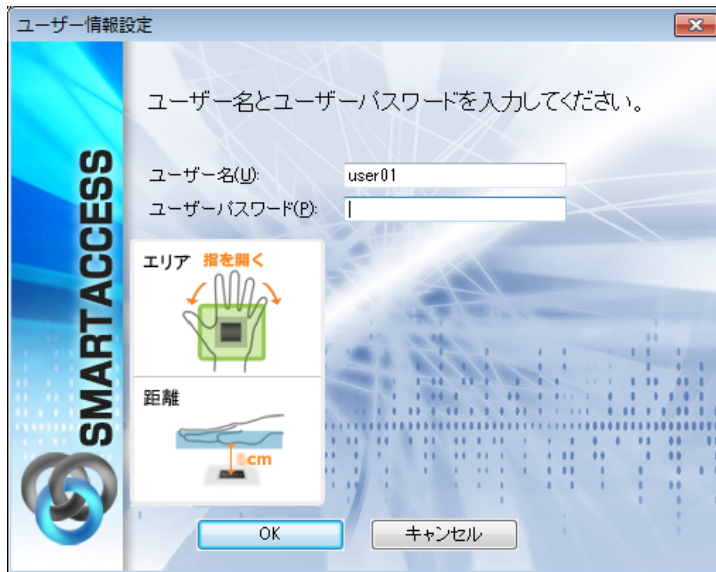 ユーザー情報設定
SMARTACCESS
ユーザー名とユーザーパスワードを入力してください。
ユーザー名(U): user01
ユーザーパスワード(P):
エリア 指を開く
距離
cm
OK キャンセル